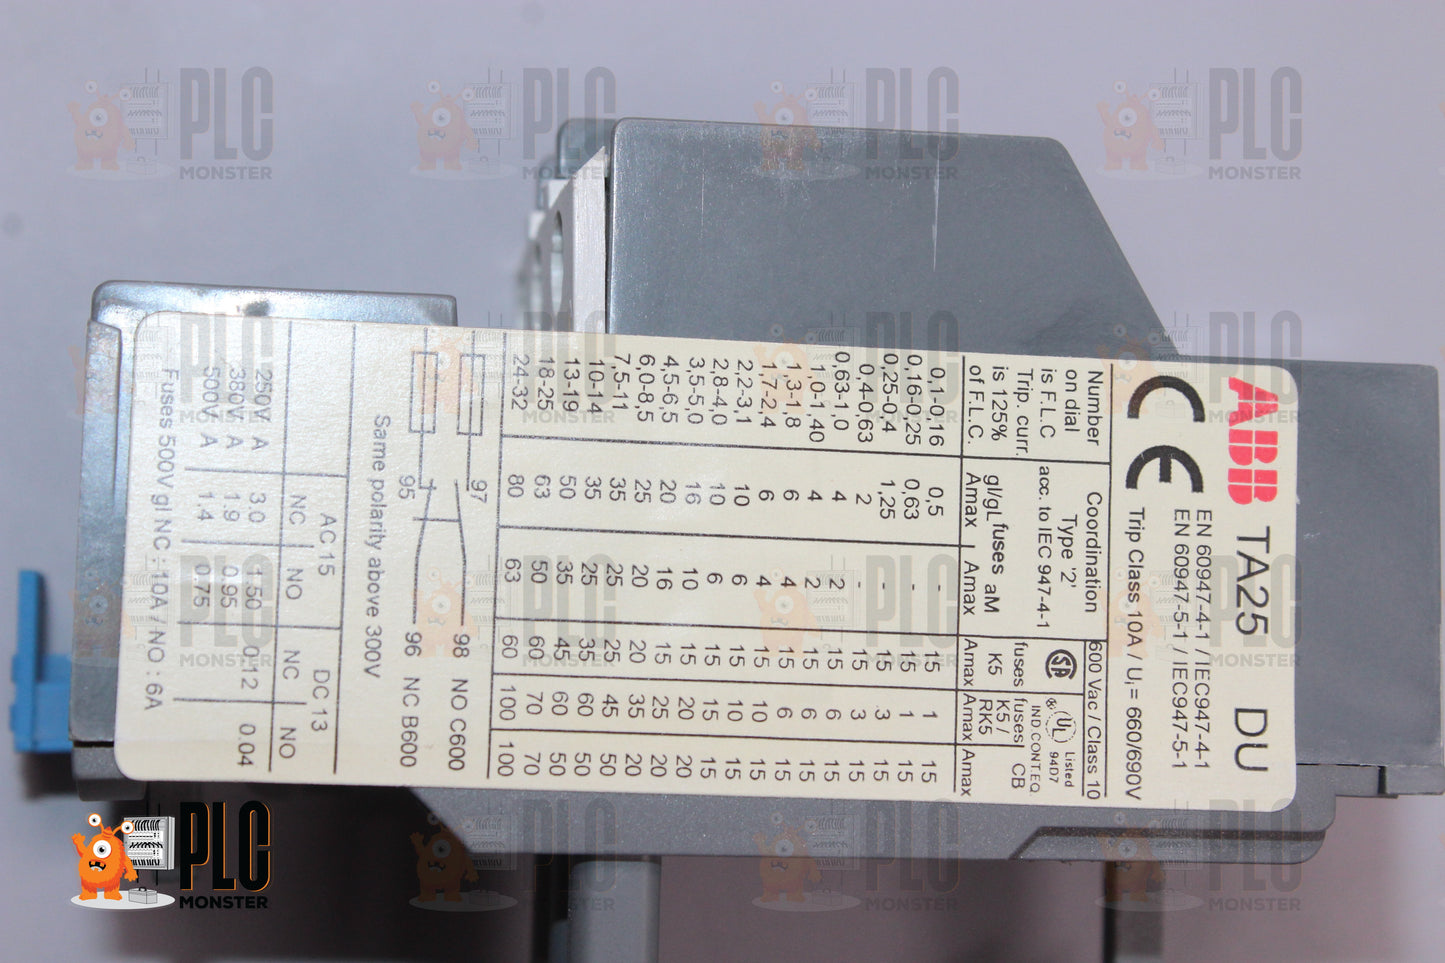 ABB TA25 DU
EN 60947-4-1 / IEC947-4-1
EN 60947-5-1 / IEC947-5-1
CE CE Trip Class 10A / Ui = 660/690V
Number on dial is F.L.C Trip. curr. is 125% of F.L.C.
Coordination Type '2' acc. to IEC 947-4-1
600 Vac / Class 10
SA UL Listed 94D7
IND.CONT.EQ.
gl/gL fuses aM fuses K5 fuses K5 / RK5 CB
Amax Amax Amax Amax Amax
0,1-0,16 0,5 - 15 1 15
0,16-0,25 0,63 - 15 1 15
0,25-0,4 1,25 - 15 3 15
0,4-0,63 2 - 15 3 15
0,63-1,0 4 2 15 6 15
1,0-1,40 4 2 15 6 15
1,3-1,8 6 4 15 6 15
1,7-2,4 6 4 15 10 15
2,2-3,1 10 6 15 10 15
2,8-4,0 10 6 15 15 15
3,5-5,0 16 10 15 20 20
4,5-6,5 20 16 15 25 20
6,0-8,5 25 20 20 35 35
7,5-11 35 25 25 45 50
10-14 35 25 35 60 50
13-19 50 35 45 60 50
18-25 63 50 60 70 70
24-32 80 63 60 100 100
97 98 NO C600
95 96 NC B600
Same polarity above 300V
AC15 DC13
NC NO NC NO
250V A 3.0 1.50 0.12 0.04
380V A 1.9 0.95
500V A 1.4 0.75
Fuses 500V gl NC : 10A / NO : 6A
PLC
MONSTER